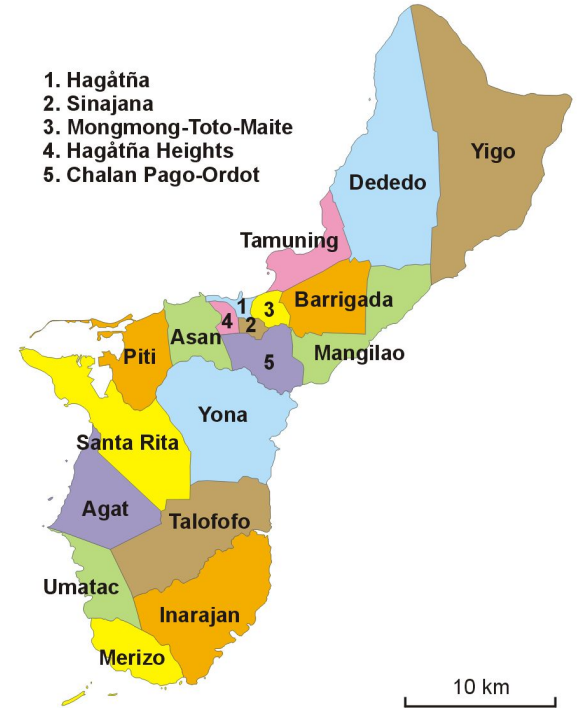 1. Hagåtña
2. Sinajana
3. Mongmong-Toto-Maite
4. Hagåtña Heights
5. Chalan Pago-Ordot
Yigo
Dededo
Tamuning
Barrigada
1
3
4
2
Asan
Mangilao
Piti
5
Yona
Santa Rita
Agat
Talofofo
Umatac
Inarajan
Merizo
10 km